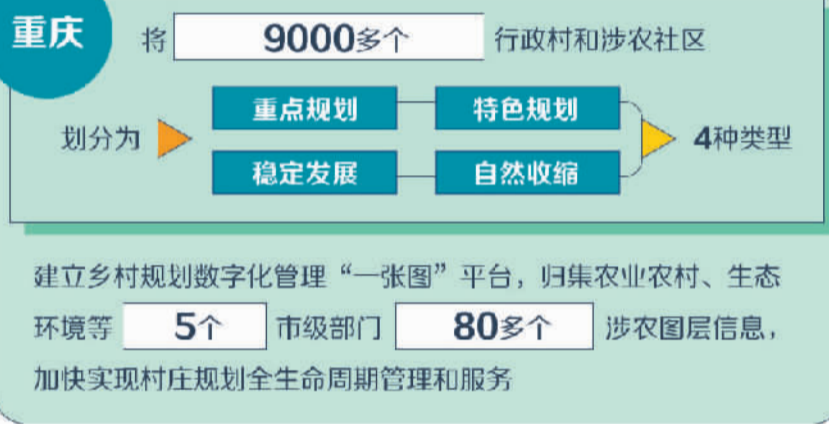 重庆
将 9000多个 行政村和涉农社区
重点规划 特色规划
划分为 4种类型
稳定发展 自然收缩
建立乡村规划数字化管理“一张图”平台，归集农业农村、生态
环境等 5个 市级部门 80多个 涉农图层信息，
加快实现村庄规划全生命周期管理和服务